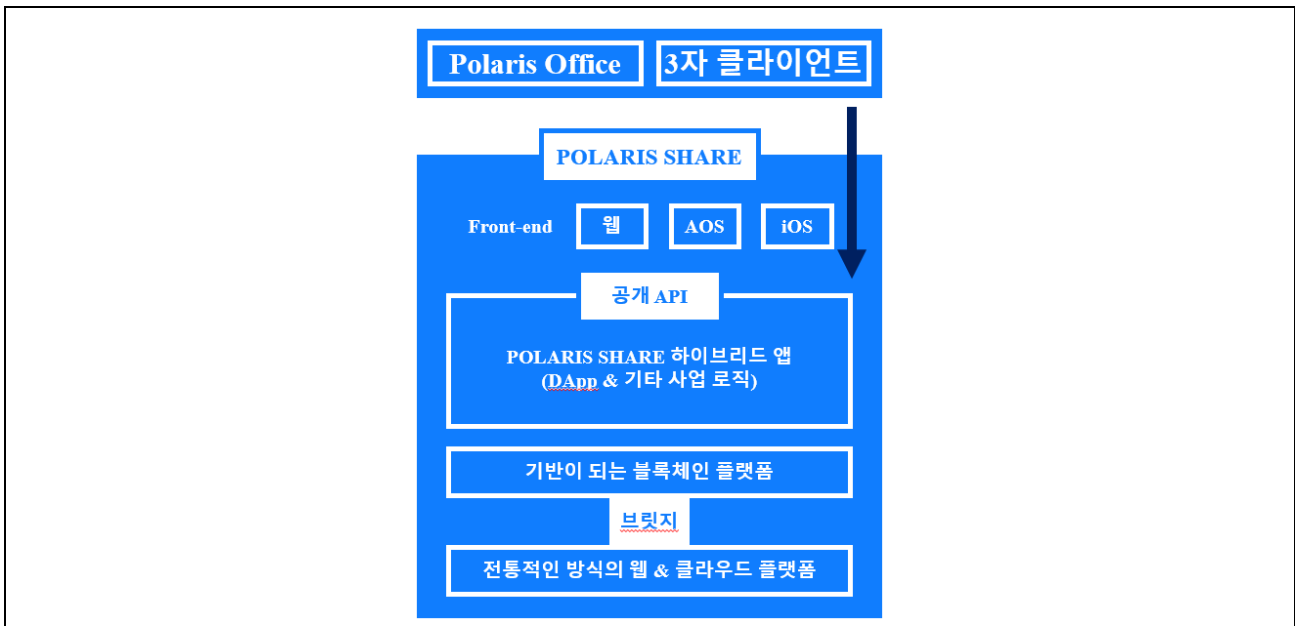 Polaris Office 3자 클라이언트
POLARIS SHARE
Front-end 웹 AOS iOS
공개 API
POLARIS SHARE 하이브리드 앱
(DApp & 기타 사업 로직)
기반이 되는 블록체인 플랫폼
브릿지
전통적인 방식의 웹 & 클라우드 플랫폼